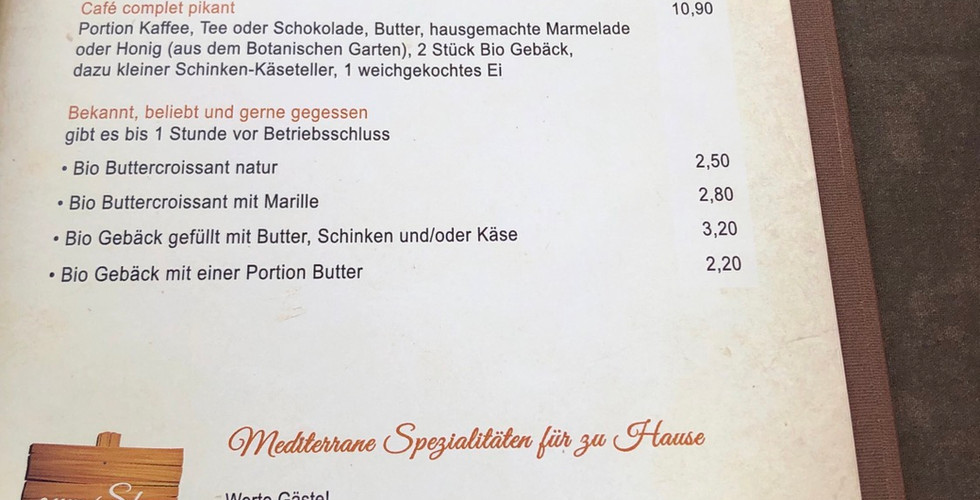 Café complet pikant 10,90
Portion Kaffee, Tee oder Schokolade, Butter, hausgemachte Marmelade
oder Honig (aus dem Botanischen Garten), 2 Stück Bio Gebäck,
dazu kleiner Schinken-Käseteller, 1 weichgekochtes Ei
Bekannt, beliebt und gerne gegessen
gibt es bis 1 Stunde vor Betriebsschluss
• Bio Buttercroissant natur 2,50
• Bio Buttercroissant mit Marille 2,80
• Bio Gebäck gefüllt mit Butter, Schinken und/oder Käse 3,20
• Bio Gebäck mit einer Portion Butter 2,20
Mediterrane Spezialitäten für zu Hause
Werte Gäste!